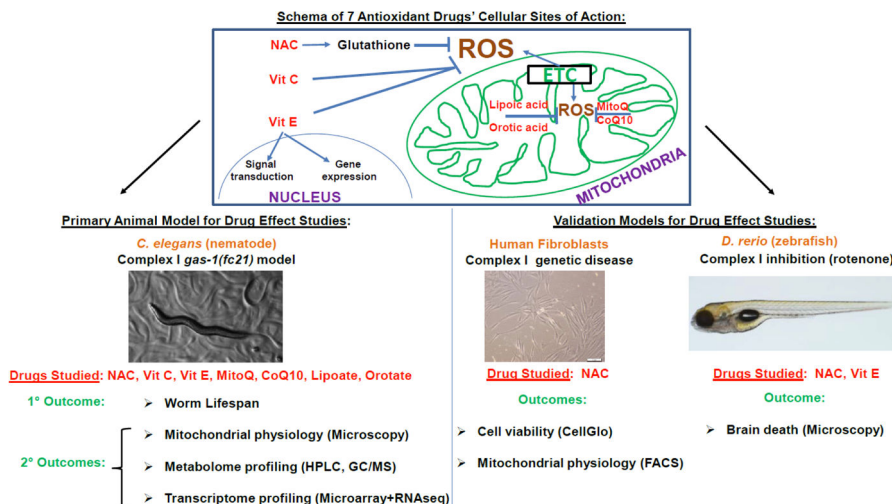 Schema of 7 Antioxidant Drugs' Cellular Sites of Action:
NAC Glutathione ROS
Vit C
Vit E
ETC
Lipoic acid
Orotic acid
ROS
MitoQ
CoQ10
MITOCHONDRIA
Signal transduction
Gene expression
NUCLEUS
Primary Animal Model for Drug Effect Studies:
C. elegans (nematode)
Complex I gas-1(fc21) model
Drugs Studied: NAC, Vit C, Vit E, MitoQ, CoQ10, Lipoate, Orotate
1° Outcome:
➢ Worm Lifespan
2° Outcomes:
➢ Mitochondrial physiology (Microscopy)
➢ Metabolome profiling (HPLC, GC/MS)
➢ Transcriptome profiling (Microarray+RNAseq)
Validation Models for Drug Effect Studies:
Human Fibroblasts
Complex I genetic disease
Drug Studied: NAC
Outcomes:
➢ Cell viability (CellGlo)
➢ Mitochondrial physiology (FACS)
D. rerio (zebrafish)
Complex I inhibition (rotenone)
Drugs Studied: NAC, Vit E
Outcome:
➢ Brain death (Microscopy)